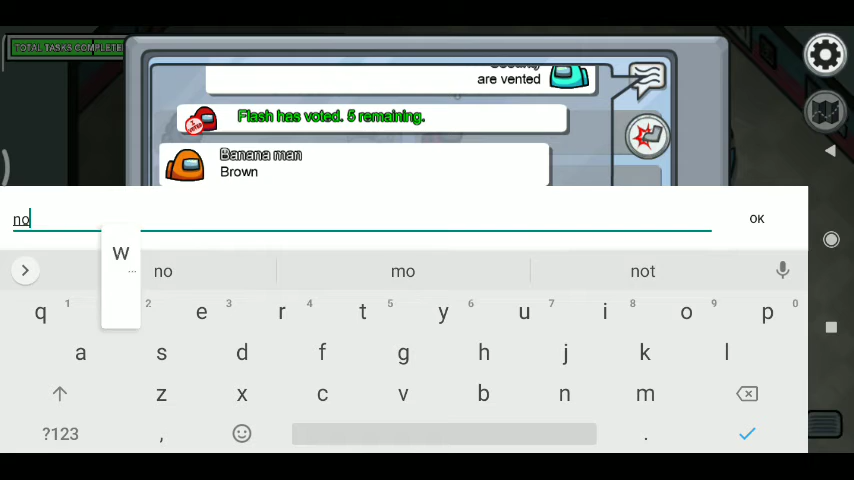 TOTAL TASKS COMPLETE
are vented
Flash has voted. 5 remaining.
Banana man
Brown
no
OK
W
...
no mo not
q 1 2 e 3 r 4 t 5 y 6 u 7 i 8 o 9 p 0
a s d f g h j k l
z x c v b n m
?123 , .